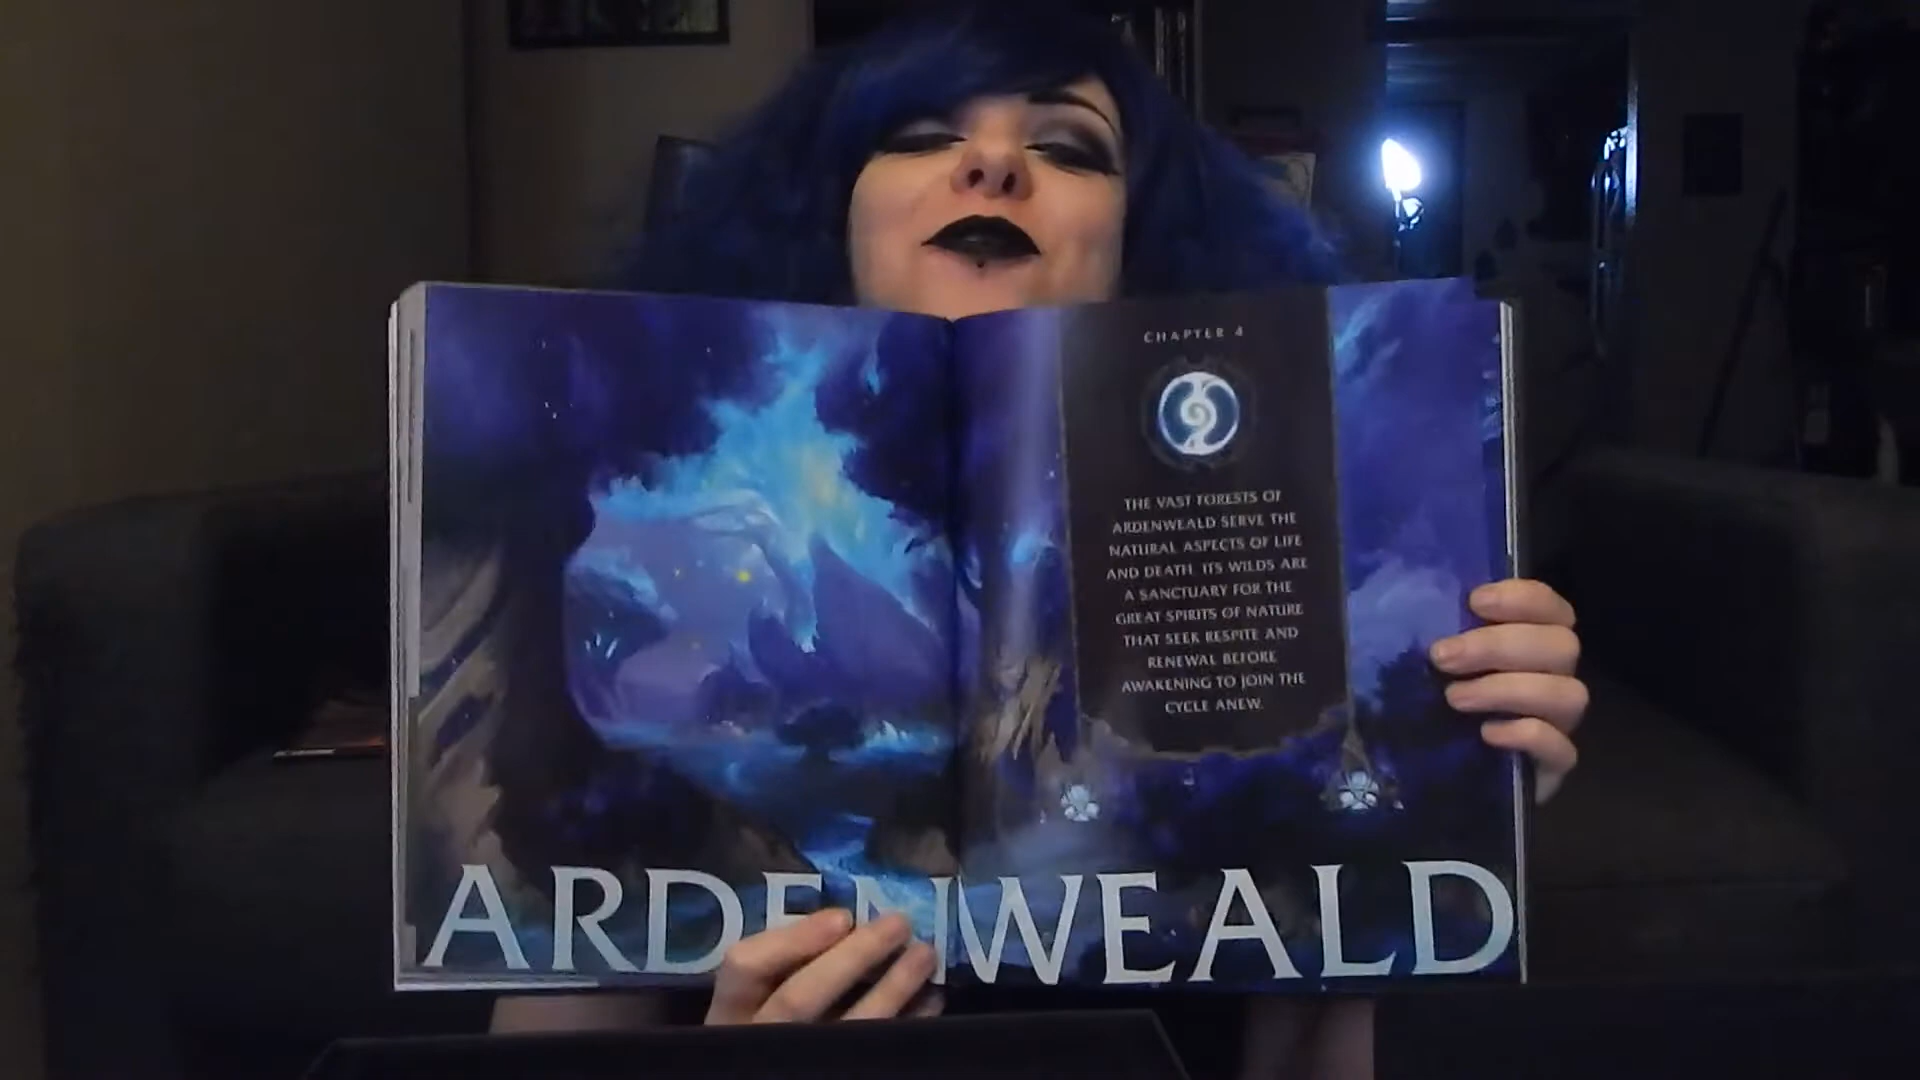 CHAPTER 4
THE VAST FORESTS OF
ARDENWEALD SERVE THE
NATURAL ASPECTS OF LIFE
AND DEATH. ITS WILDS ARE
A SANCTUARY FOR THE
GREAT SPIRITS OF NATURE
THAT SEEK RESPITE AND
RENEWAL BEFORE
AWAKENING TO JOIN THE
CYCLE ANEW.
ARDENWEALD